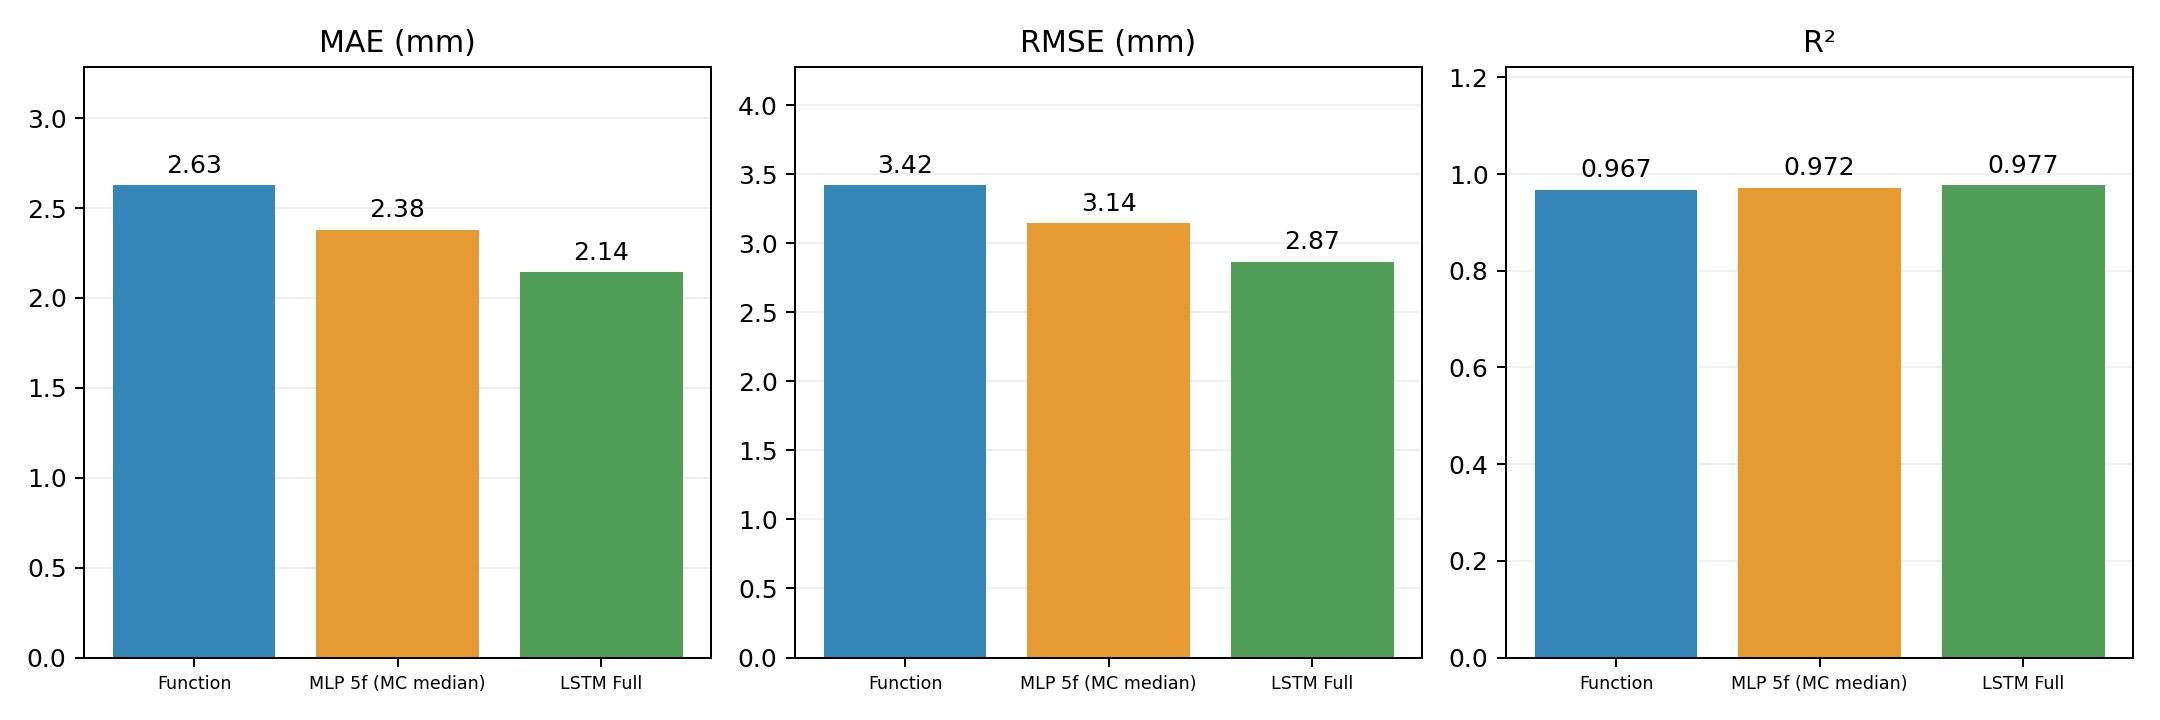 MAE (mm)
3.0
2.5
2.0
1.5
1.0
0.5
0.0
2.63
2.38
2.14
Function
MLP 5f (MC median)
LSTM Full
RMSE (mm)
4.0
3.5
3.0
2.5
2.0
1.5
1.0
0.5
0.0
3.42
3.14
2.87
Function
MLP 5f (MC median)
LSTM Full
R²
1.2
1.0
0.8
0.6
0.4
0.2
0.0
0.967
0.972
0.977
Function
MLP 5f (MC median)
LSTM Full